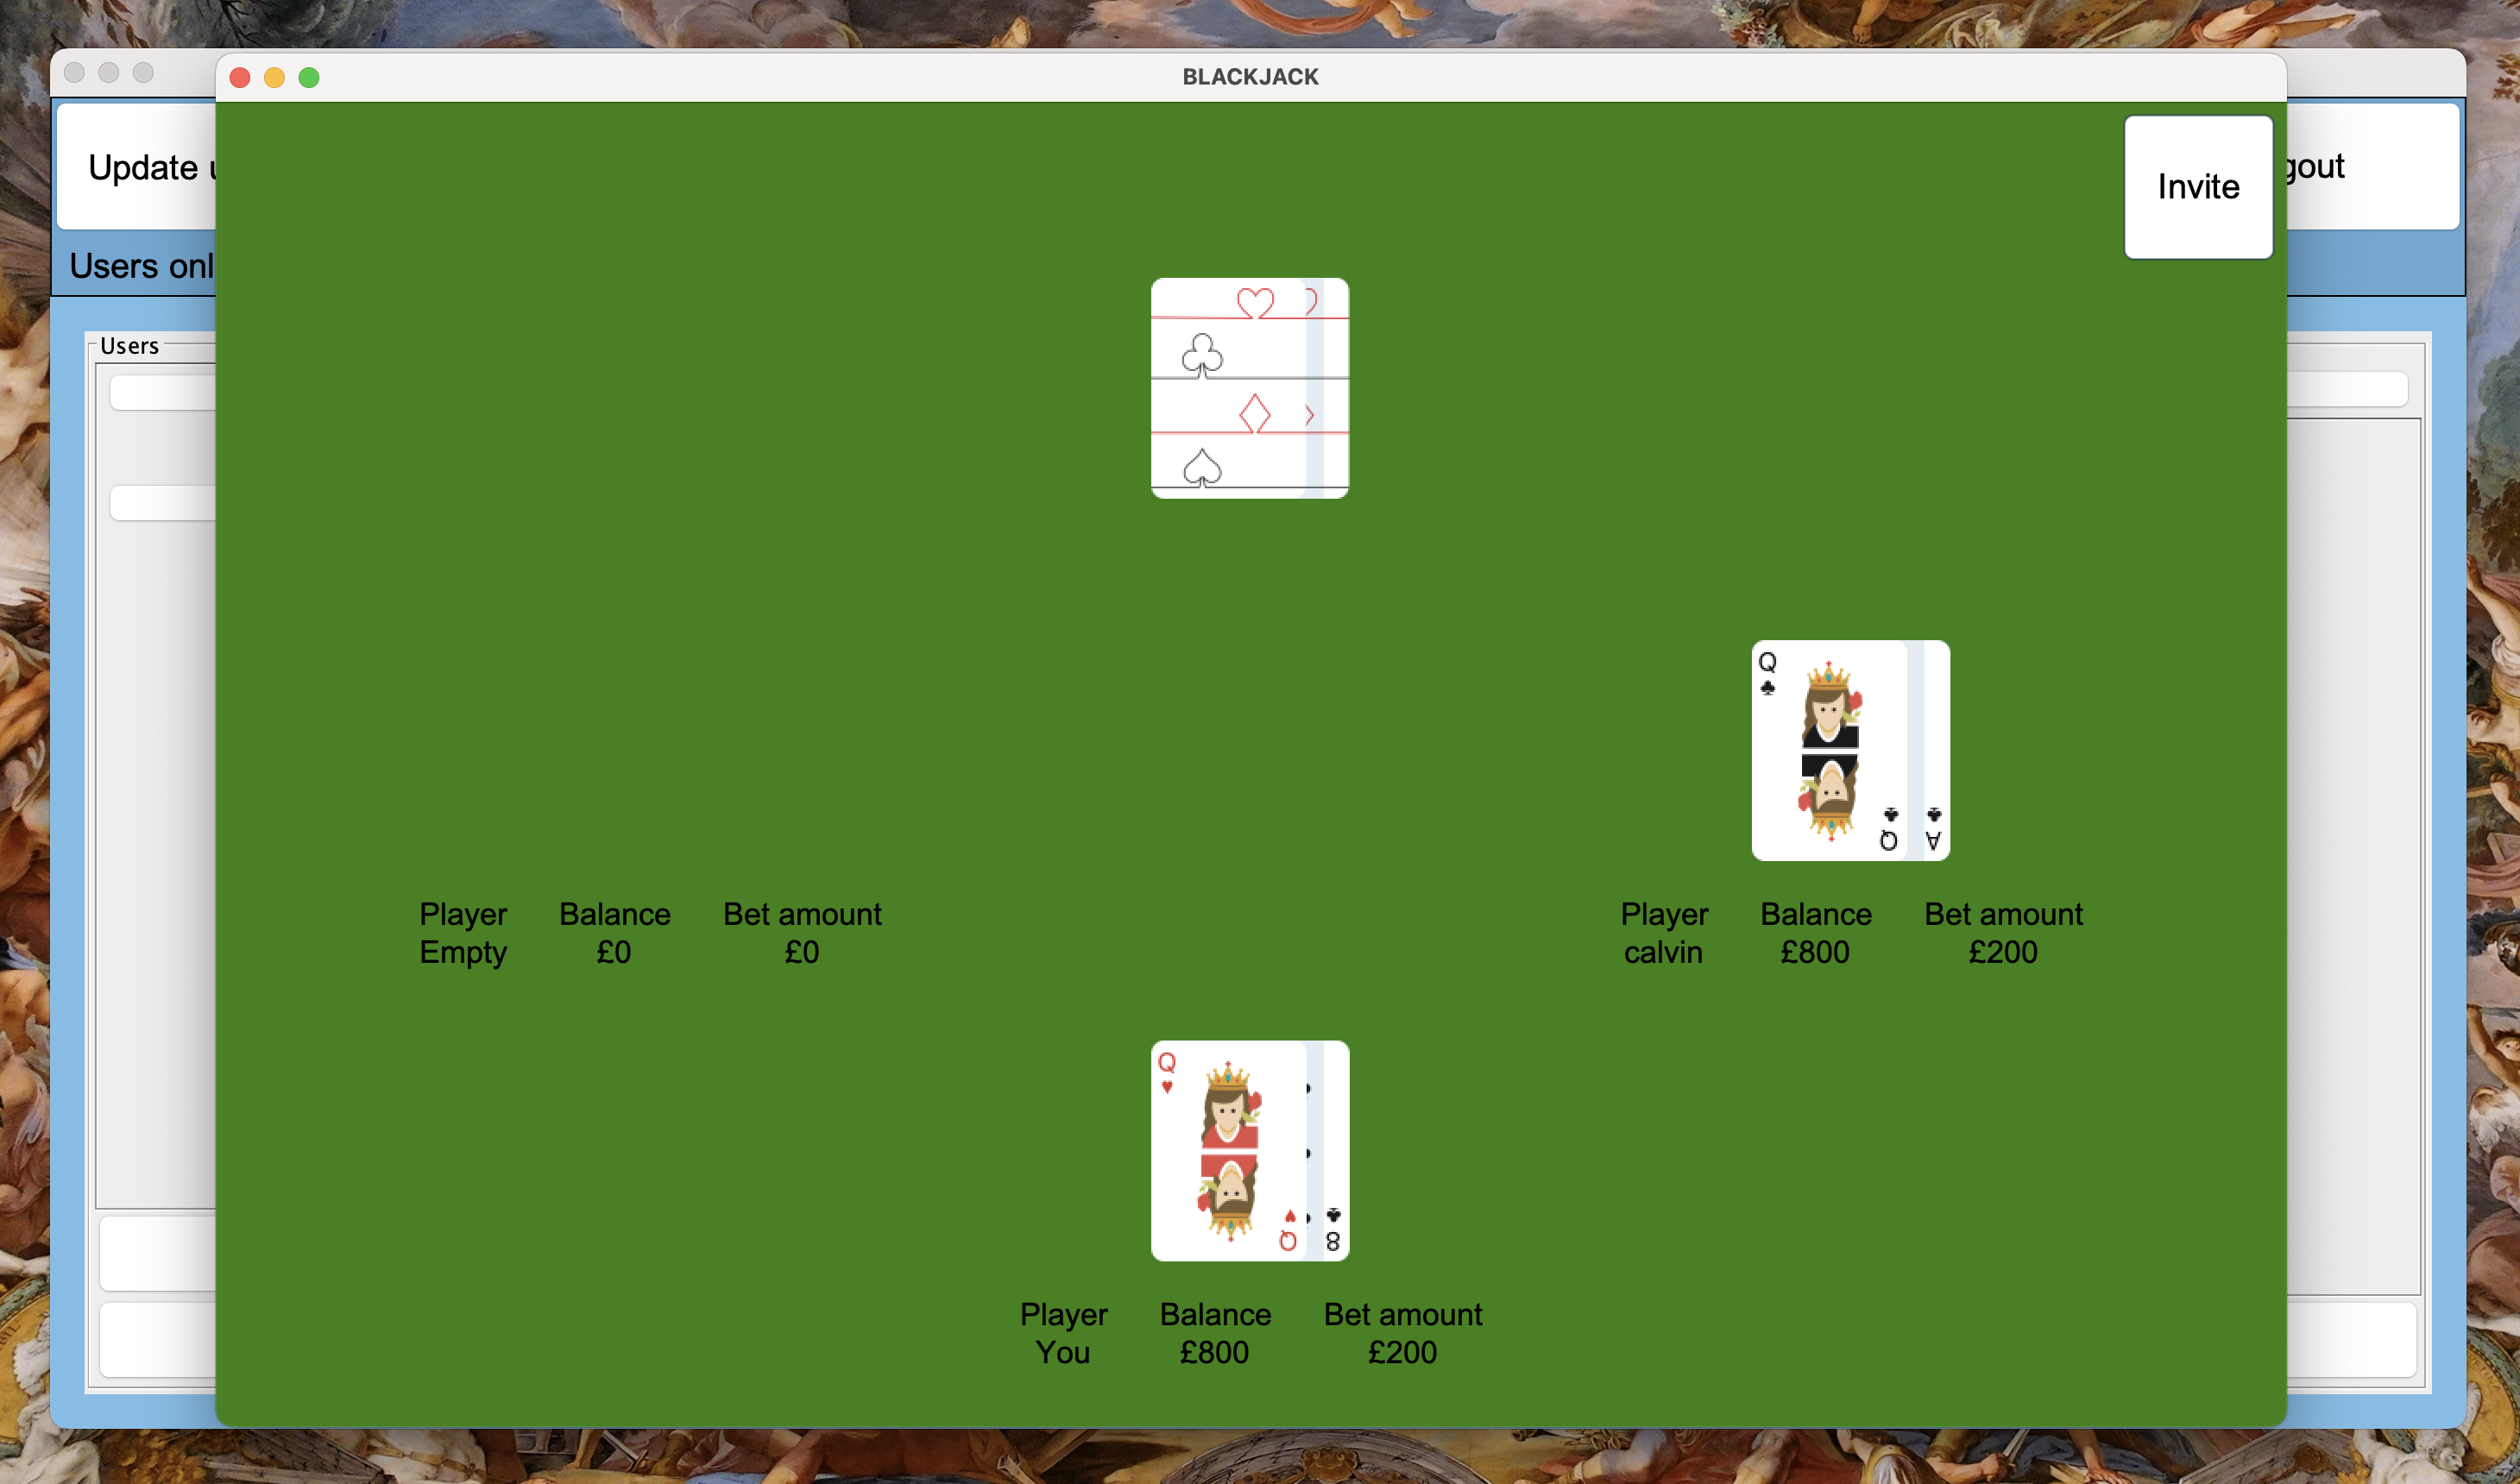 BLACKJACK
Update u
Invite
gout
Users onl
Users
Q
Q A
Player Balance Bet amount
Empty £0 £0
Player Balance Bet amount
calvin £800 £200
Q
Q 8
Player Balance Bet amount
You £800 £200